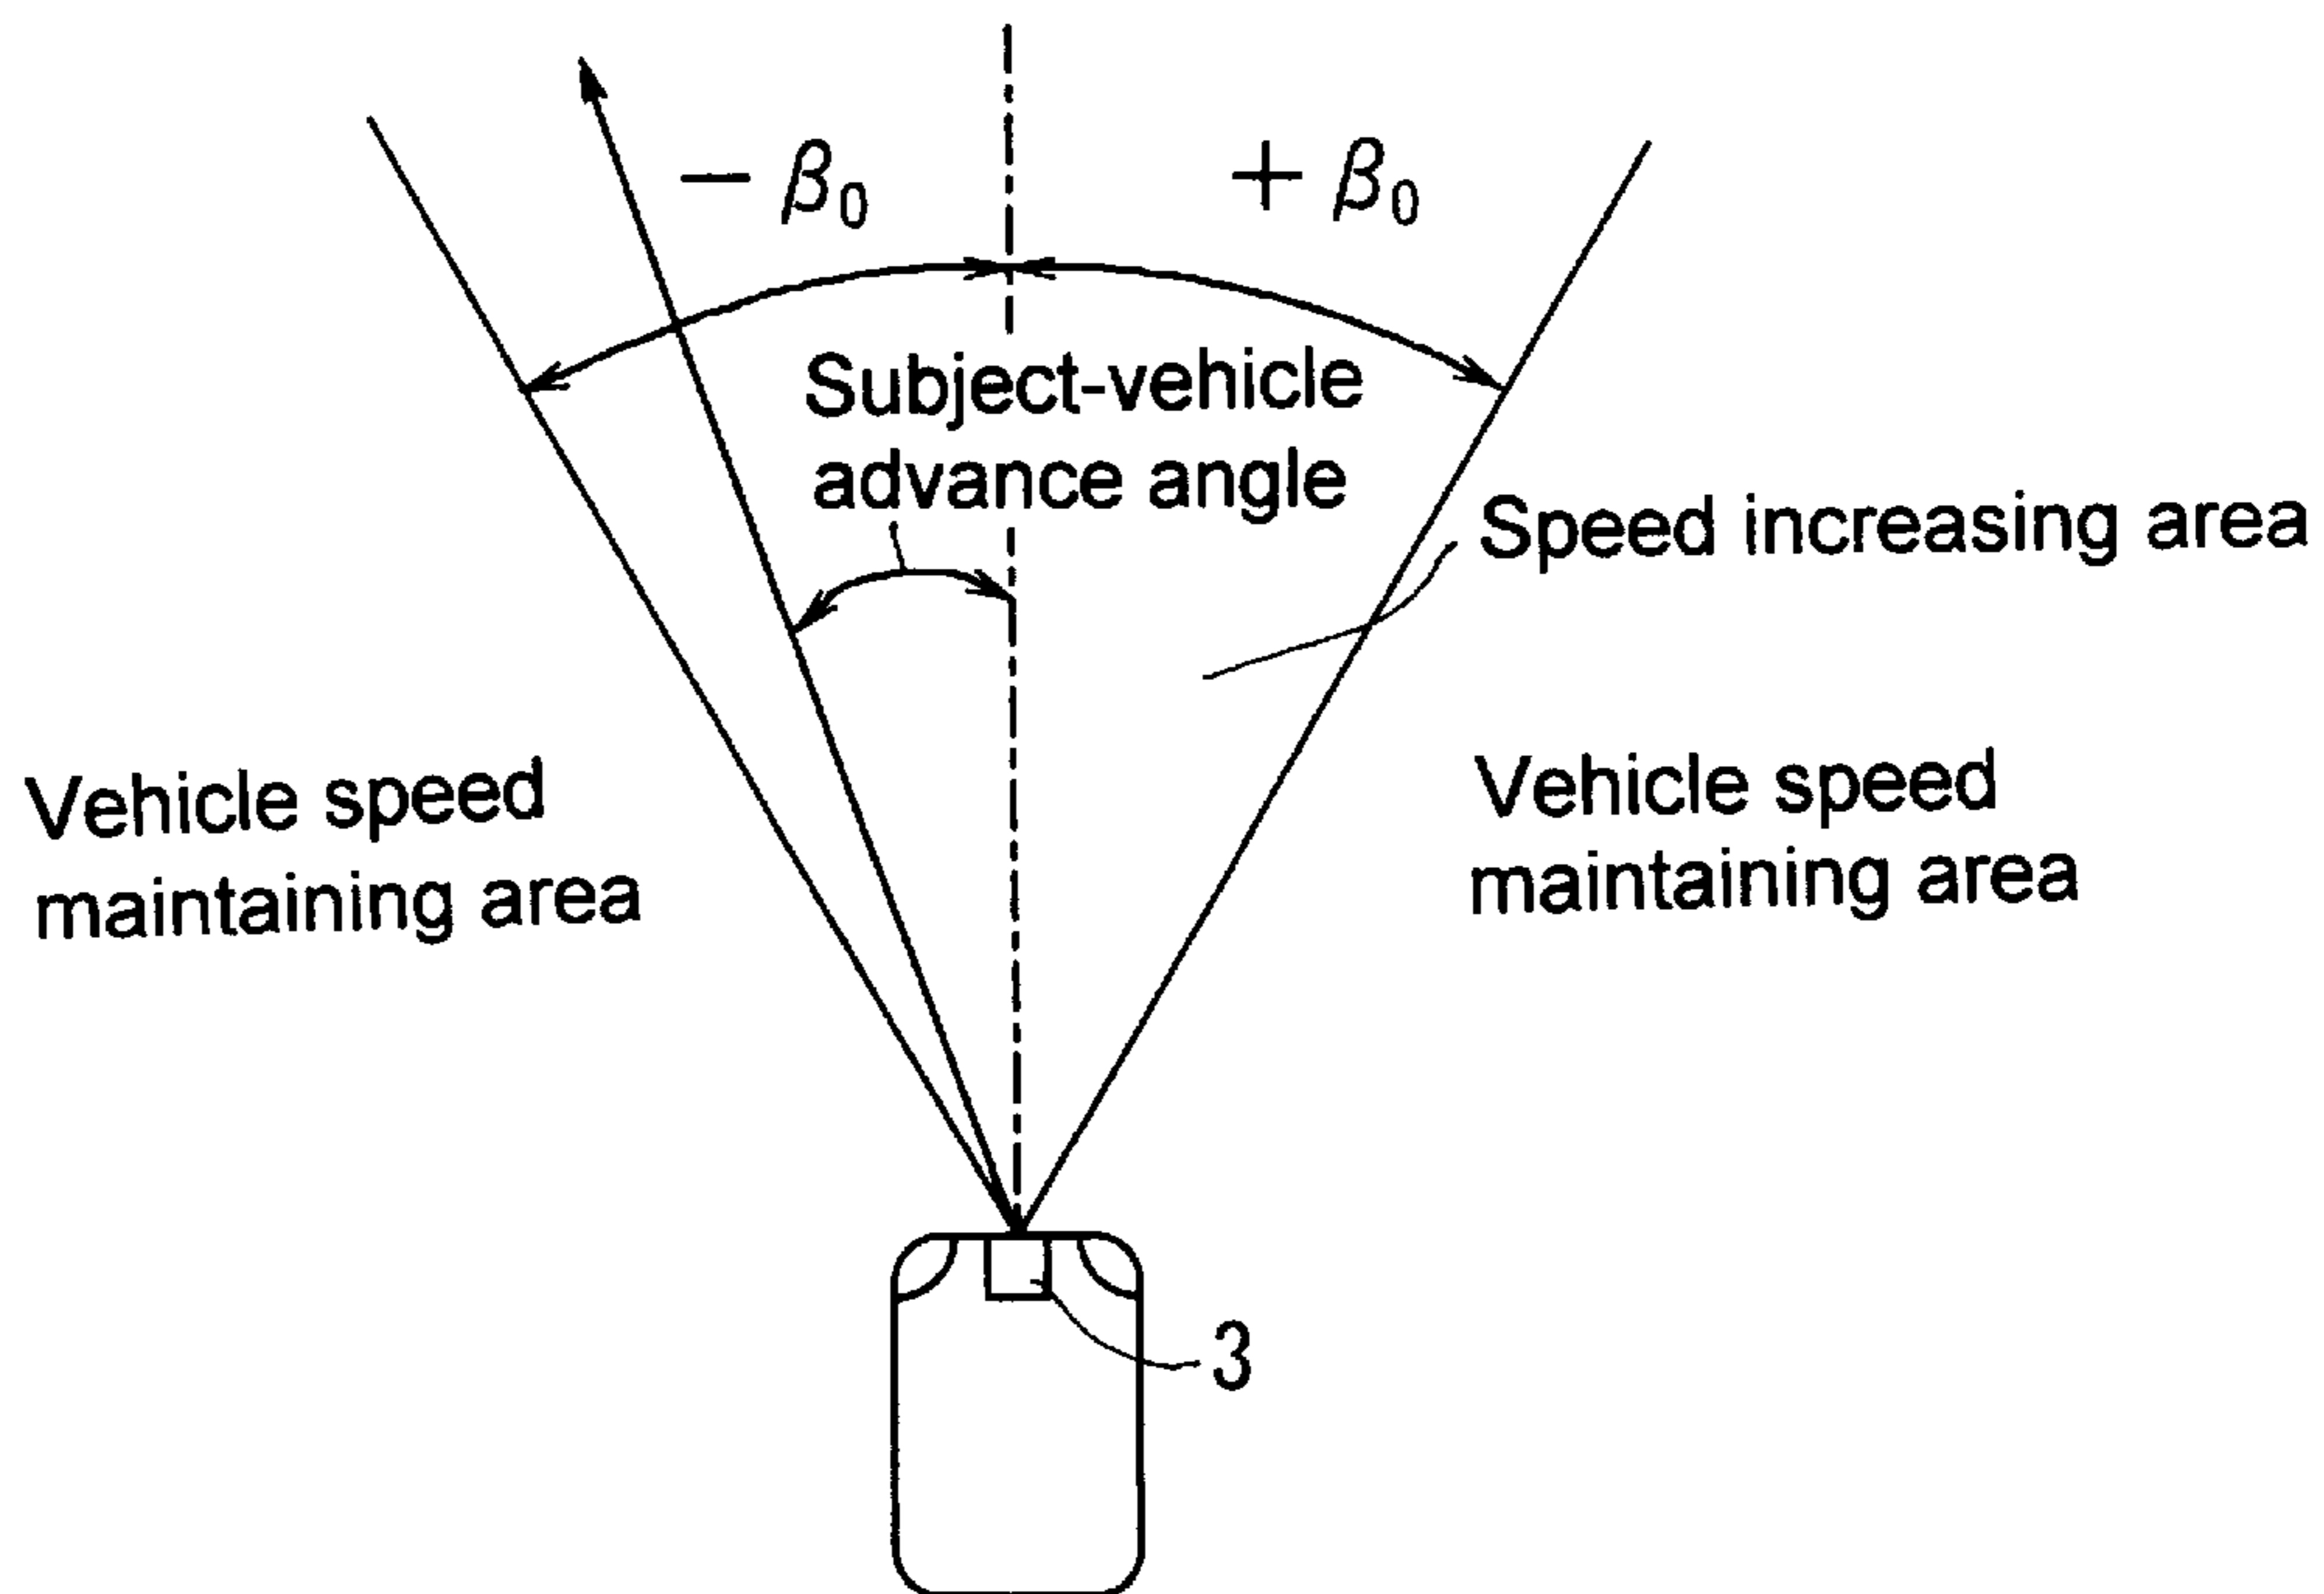 − β₀
+ β₀
Subject-vehicle
advance angle
Speed increasing area
Vehicle speed
maintaining area
Vehicle speed
maintaining area
3